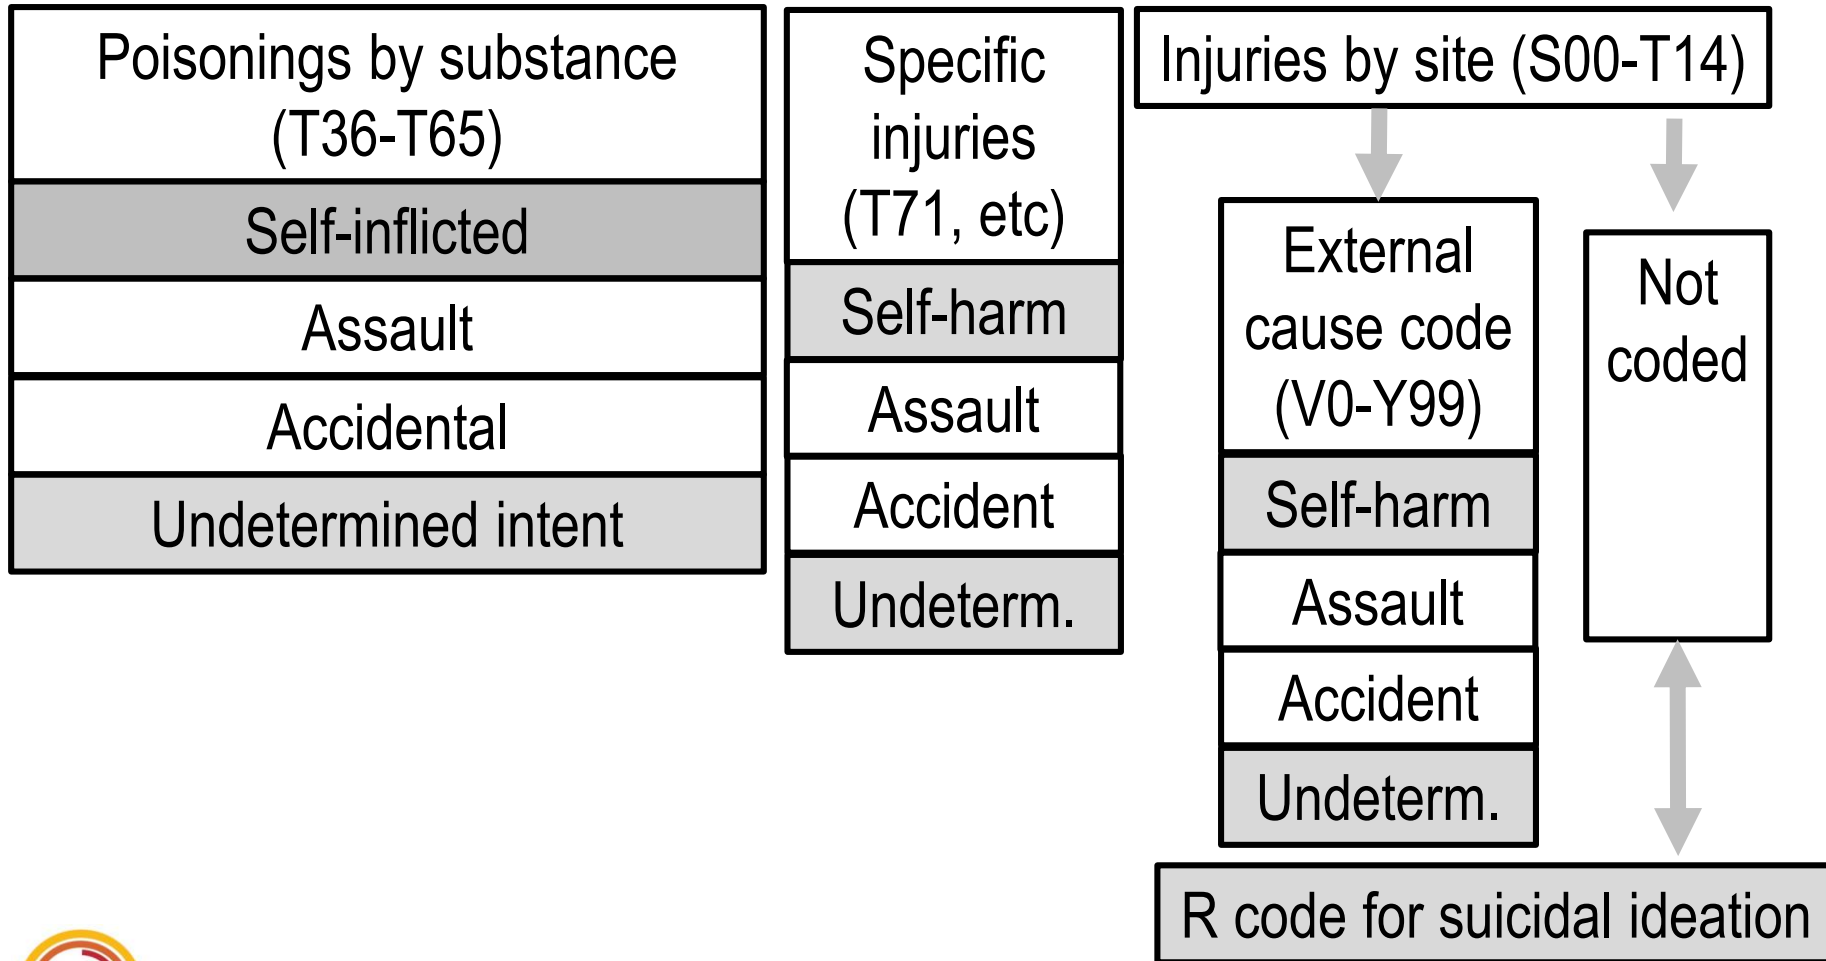 Poisonings by substance
(T36-T65)
Self-inflicted
Assault
Accidental
Undetermined intent
Specific
injuries
(T71, etc)
Self-harm
Assault
Accident
Undeterm.
Injuries by site (S00-T14)
External
cause code
(V0-Y99)
Self-harm
Assault
Accident
Undeterm.
Not
coded
R code for suicidal ideation